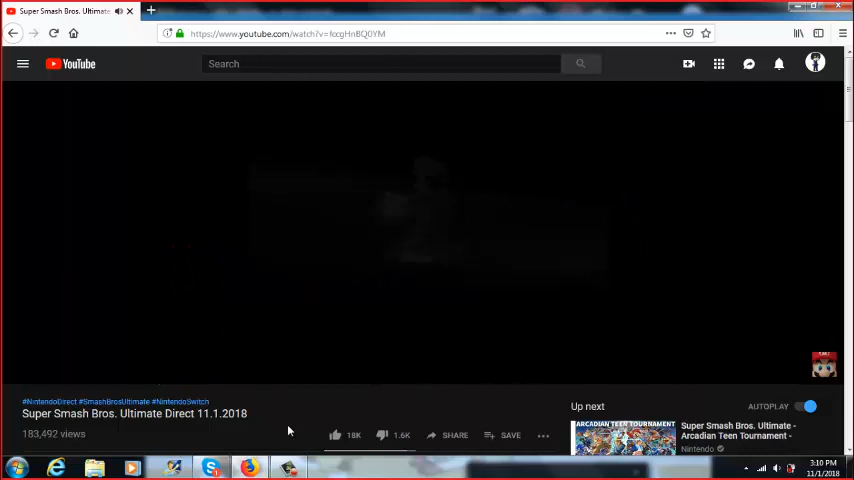 Super Smash Bros. Ultimate
https://www.youtube.com/watch?v=fccgHnBQ0YM
YouTube
Search
#NintendoDirect #SmashBrosUltimate #NintendoSwitch
Super Smash Bros. Ultimate Direct 11.1.2018
183,492 views
18K
1.6K
SHARE
SAVE
Up next
AUTOPLAY
ARCADIAN TEEN TOURNAMENT
Super Smash Bros. Ultimate -
Arcadian Teen Tournament -
Nintendo
3:10 PM
11/1/2018